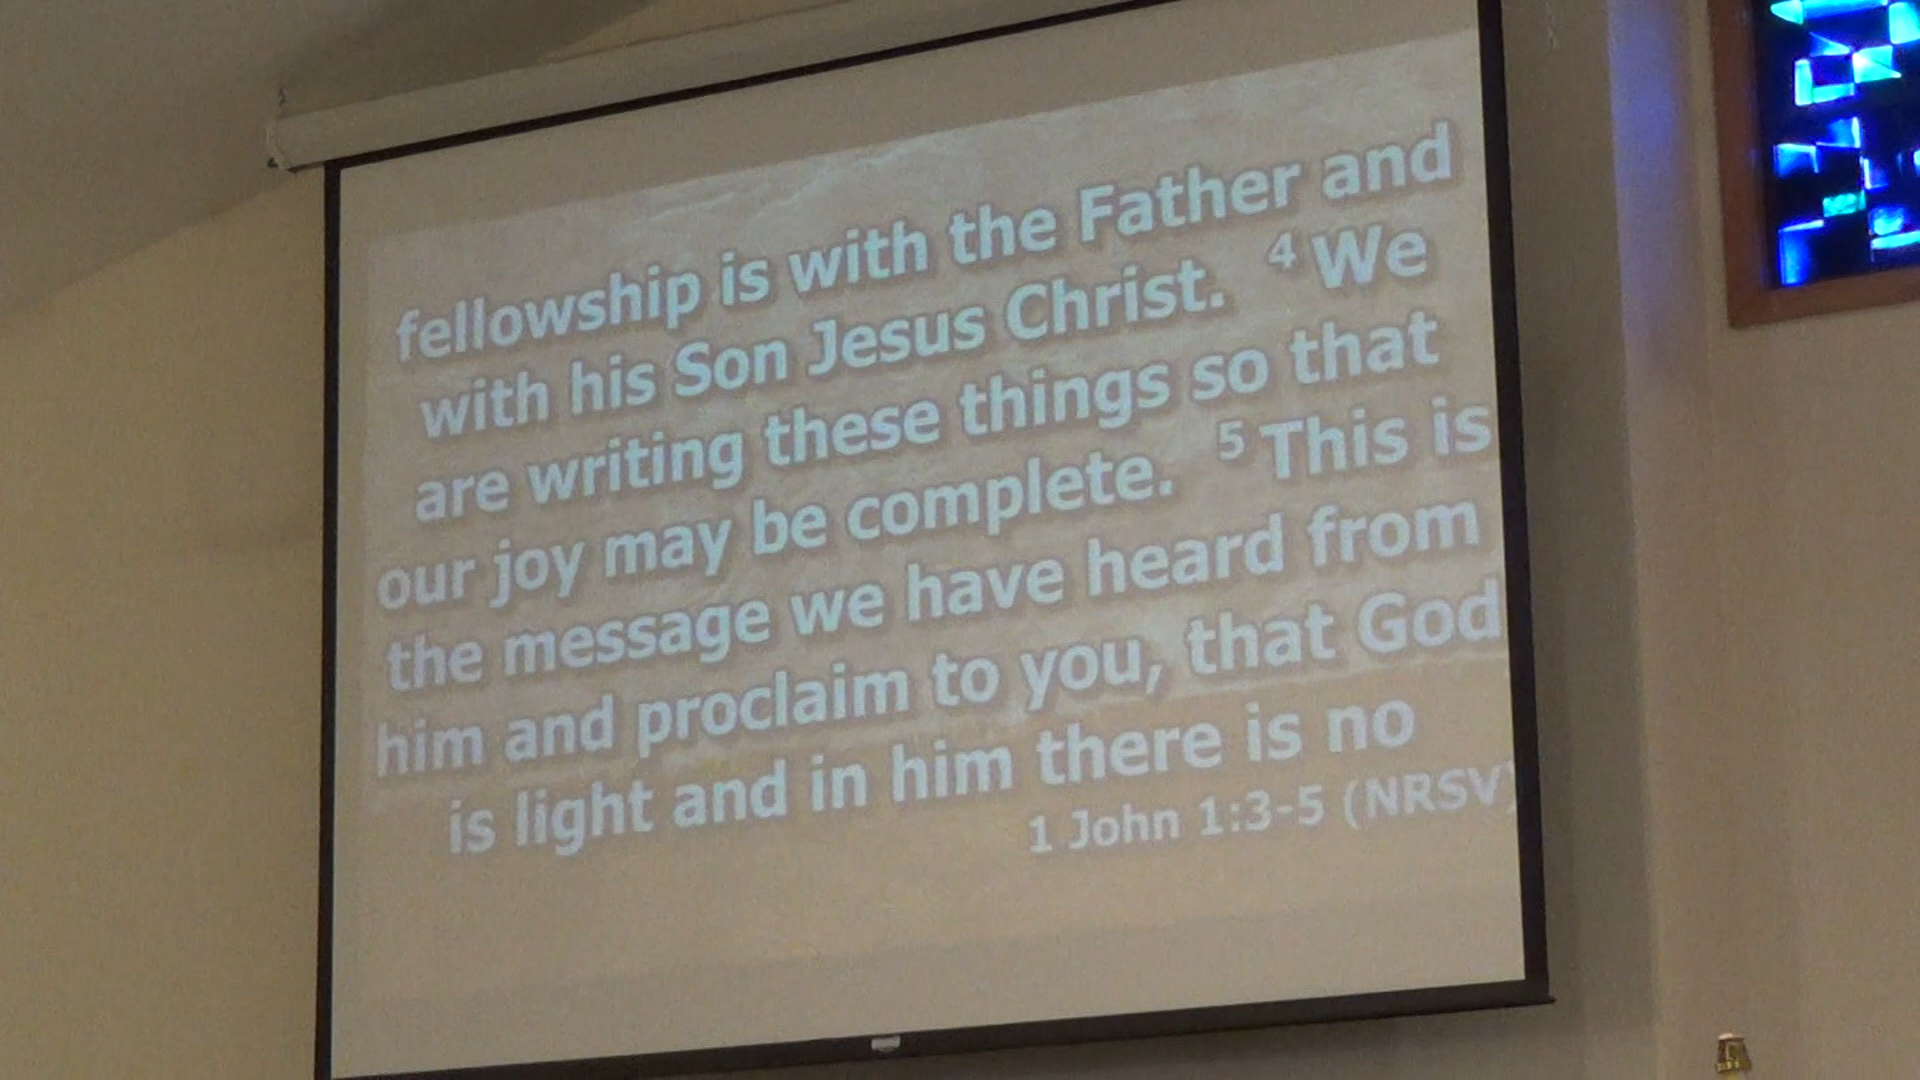 fellowship is with the Father and
with his Son Jesus Christ. 4 We
are writing these things so that
our joy may be complete. 5 This is
the message we have heard from
him and proclaim to you, that God
is light and in him there is no
1 John 1:3-5 (NRSV)